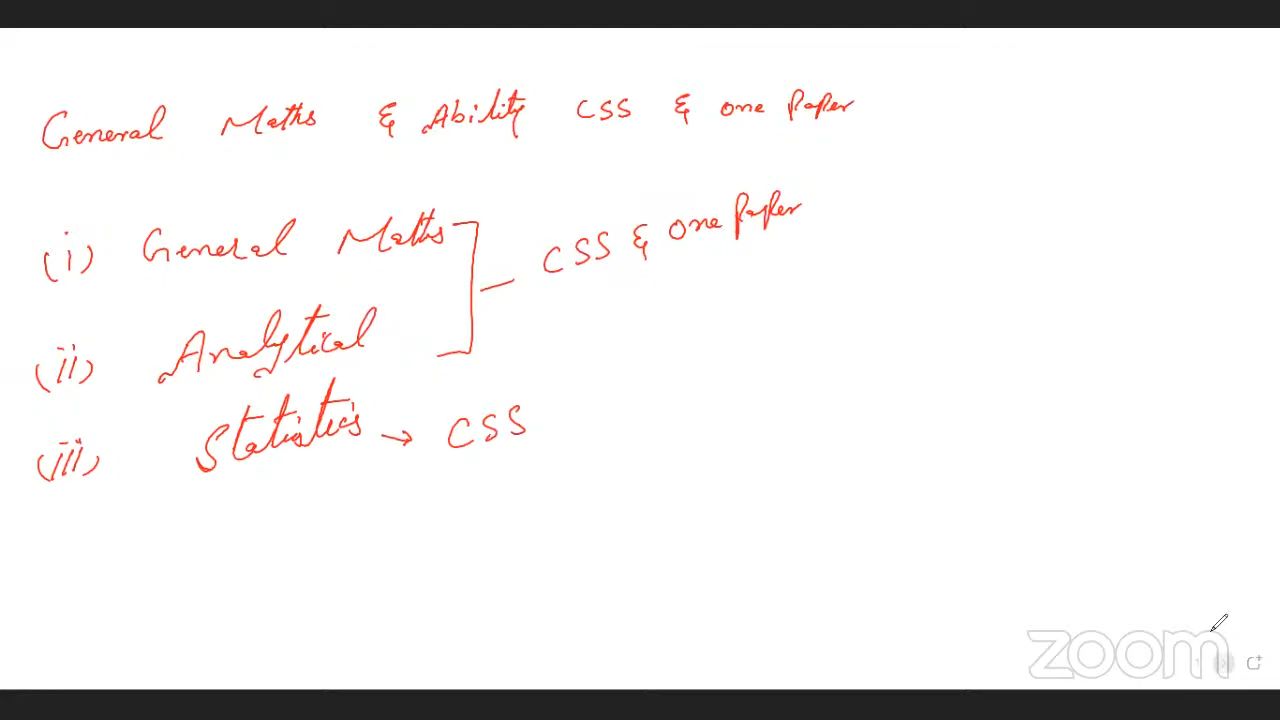 General Maths & Ability CSS & one Paper
(i) General Maths
CSS & one Paper
(ii) Analytical
(iii) Statistics → CSS
zoom